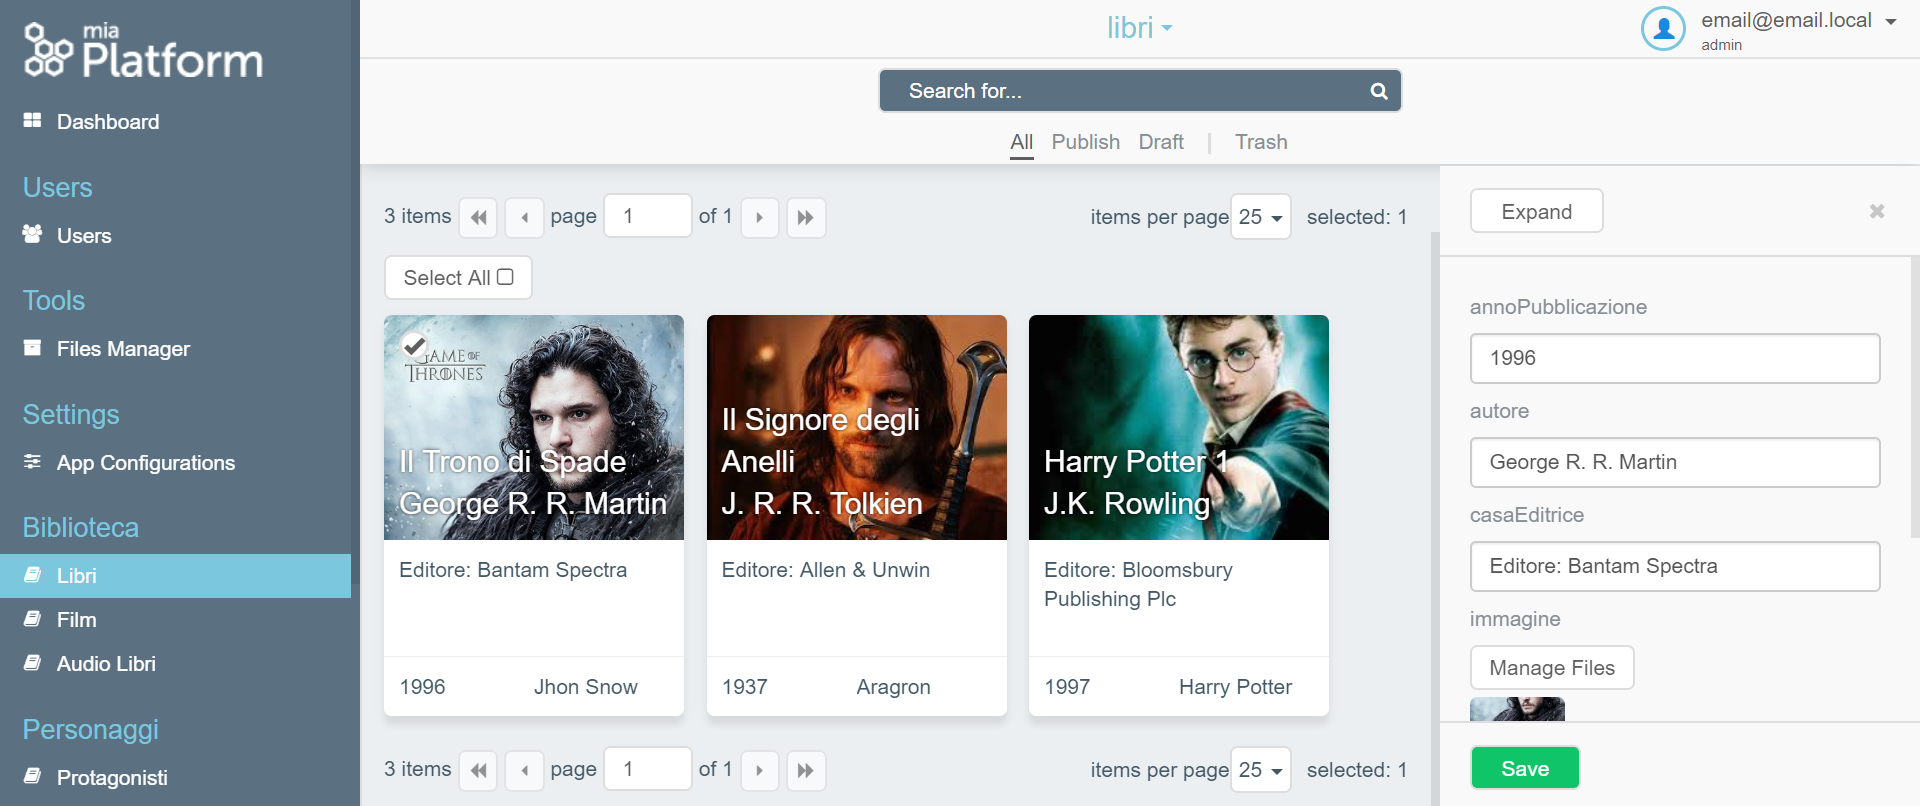 mia
Platform
Dashboard
Users
Users
Tools
Files Manager
Settings
App Configurations
Biblioteca
Libri
Film
Audio Libri
Personaggi
Protagonisti
libri
email@email.local
admin
Search for...
All Publish Draft | Trash
3 items page 1 of 1 items per page 25 selected: 1
Select All
GAME OF
THRONES
Il Trono di Spade
George R. R. Martin
Editore: Bantam Spectra
1996 Jhon Snow
Il Signore degli
Anelli
J. R. R. Tolkien
Editore: Allen & Unwin
1937 Aragron
Harry Potter 1
J.K. Rowling
Editore: Bloomsbury
Publishing Plc
1997 Harry Potter
3 items page 1 of 1 items per page 25 selected: 1
Expand
annoPubblicazione
1996
autore
George R. R. Martin
casaEditrice
Editore: Bantam Spectra
immagine
Manage Files
Save